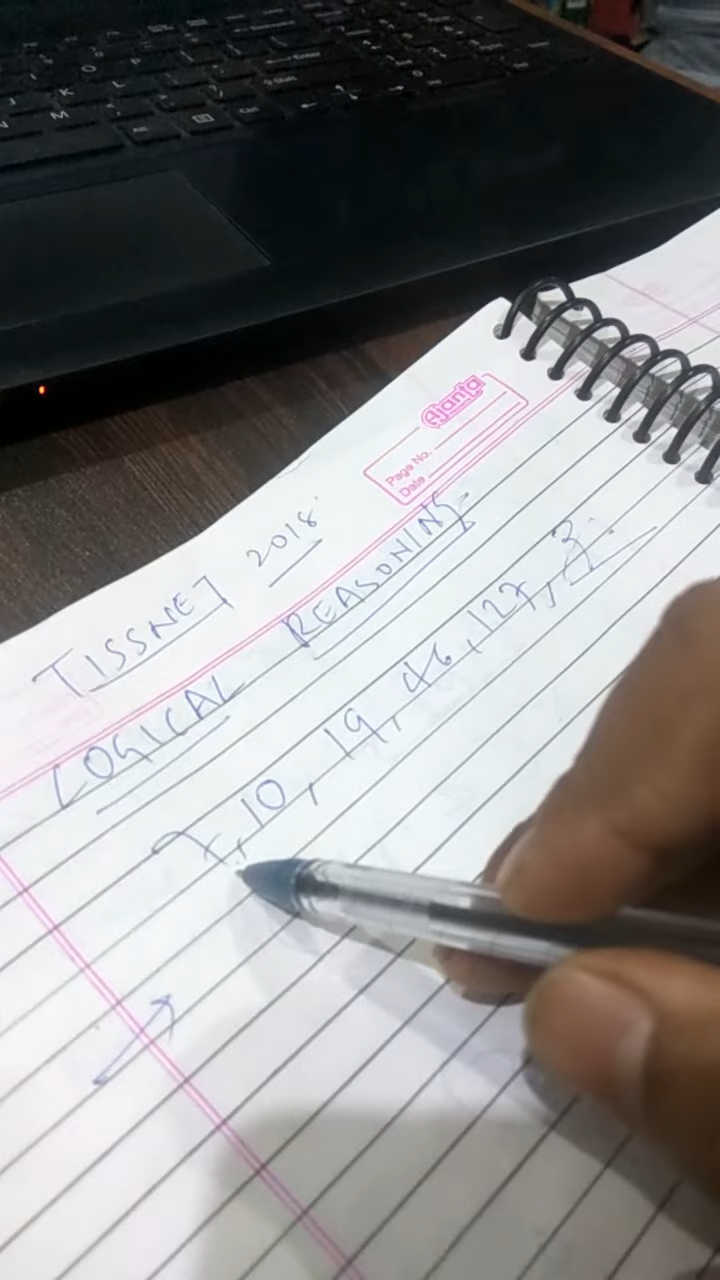 Ajanta
Page No.
Date
TISSNET 2018
LOGICAL REASONING
7, 10, 19, 46, 127, ?